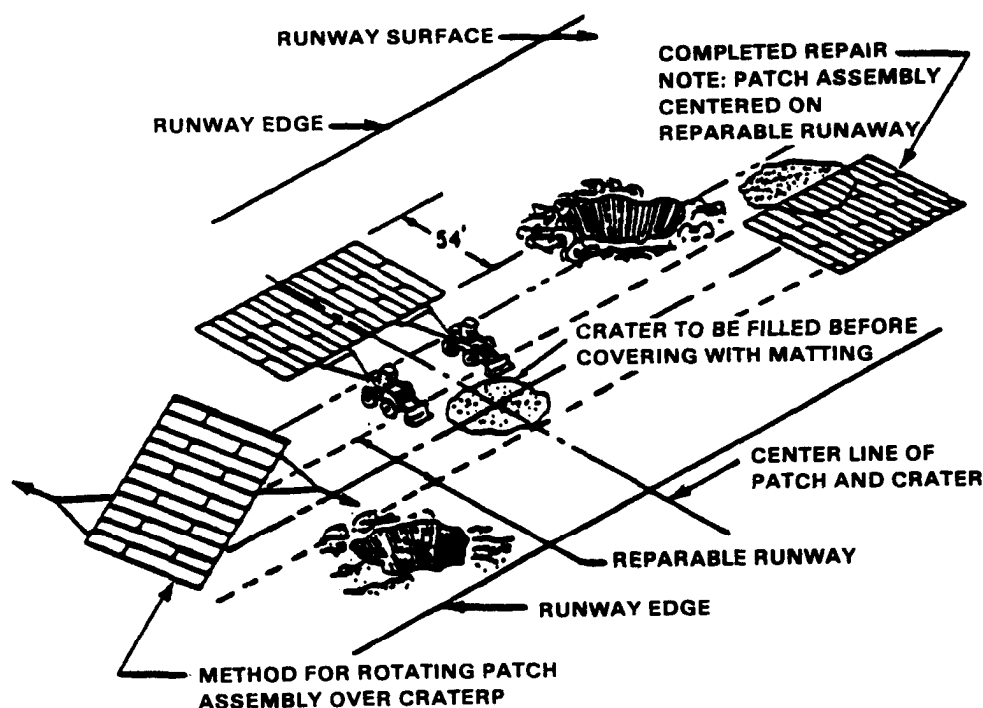 RUNWAY SURFACE
COMPLETED REPAIR
NOTE: PATCH ASSEMBLY
CENTERED ON
REPARABLE RUNAWAY
RUNWAY EDGE
54'
CRATER TO BE FILLED BEFORE
COVERING WITH MATTING
CENTER LINE OF
PATCH AND CRATER
REPARABLE RUNWAY
RUNWAY EDGE
METHOD FOR ROTATING PATCH
ASSEMBLY OVER CRATERP